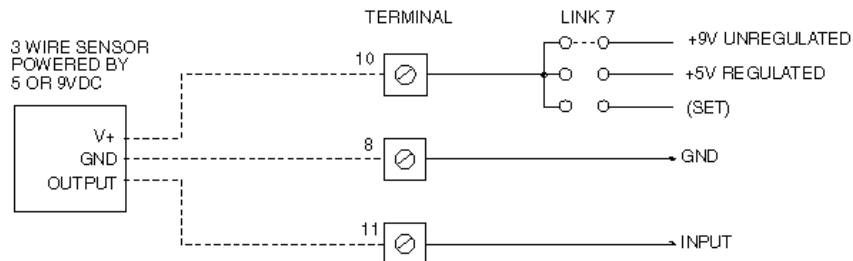 TERMINAL
LINK 7
3 WIRE SENSOR
POWERED BY
5 OR 9VDC
10
+9V UNREGULATED
+5V REGULATED
(SET)
V+
GND
OUTPUT
8
GND
11
INPUT